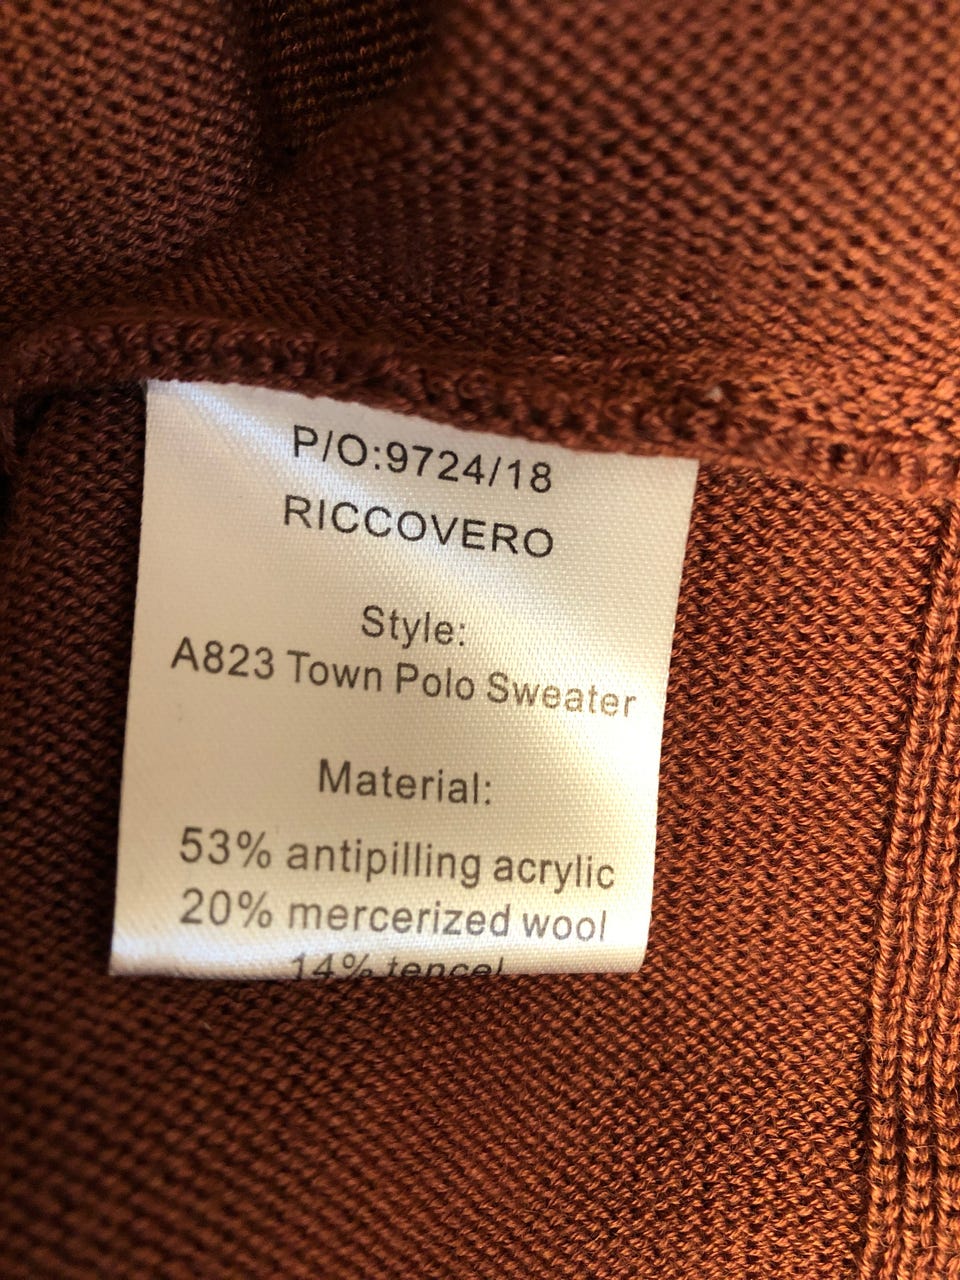 P/O:9724/18
RICCOVERO
Style:
A823 Town Polo Sweater
Material:
53% antipilling acrylic
20% mercerized wool
14% tencel